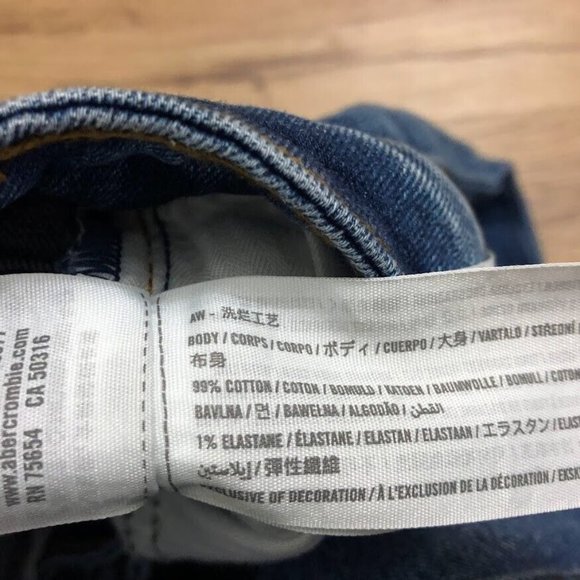 www.abercrombie.com
RN 75654 CA 50316
AW - 洗烂工艺
BODY / CORPS / CORPO / ボディ / CUERPO / 大身 / VARTALO / STŘEDNÍ
布身
99% COTTON / COTON / BOMULD / KATOEN / BAUMWOLLE / BOMULL / COTON
BAVLNA / 면 / BAWEŁNA / ALGODÃO / القطن /
1% ELASTANE / ÉLASTANE / ELASTAN / ELASTAAN / エラスタン /
إيلاستين / 彈性纖維
EXCLUSIVE OF DECORATION / À L'EXCLUSION DE LA DÉCORATION /